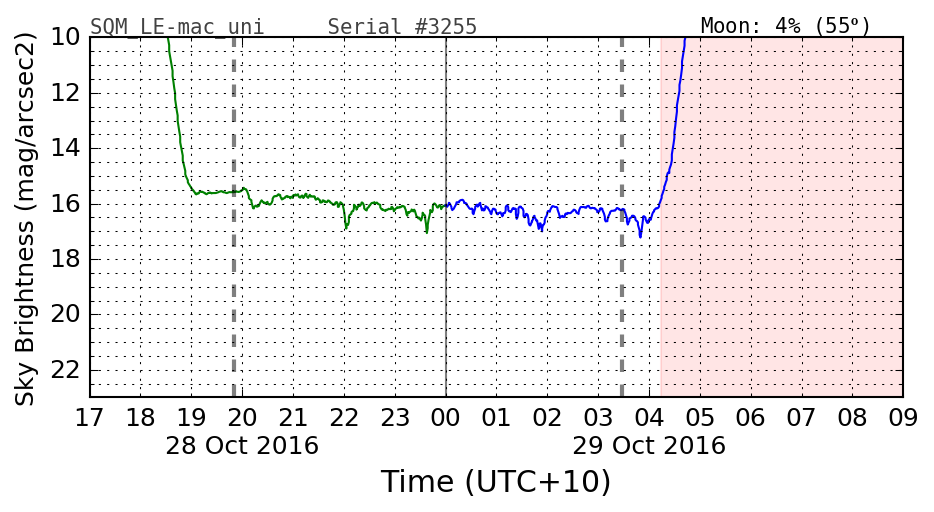 SQM_LE-mac_uni Serial #3255 Moon: 4% (55°)
Sky Brightness (mag/arcsec2)
10
12
14
16
18
20
22
17 18 19 20 21 22 23 00 01 02 03 04 05 06 07 08 09
28 Oct 2016 29 Oct 2016
Time (UTC+10)